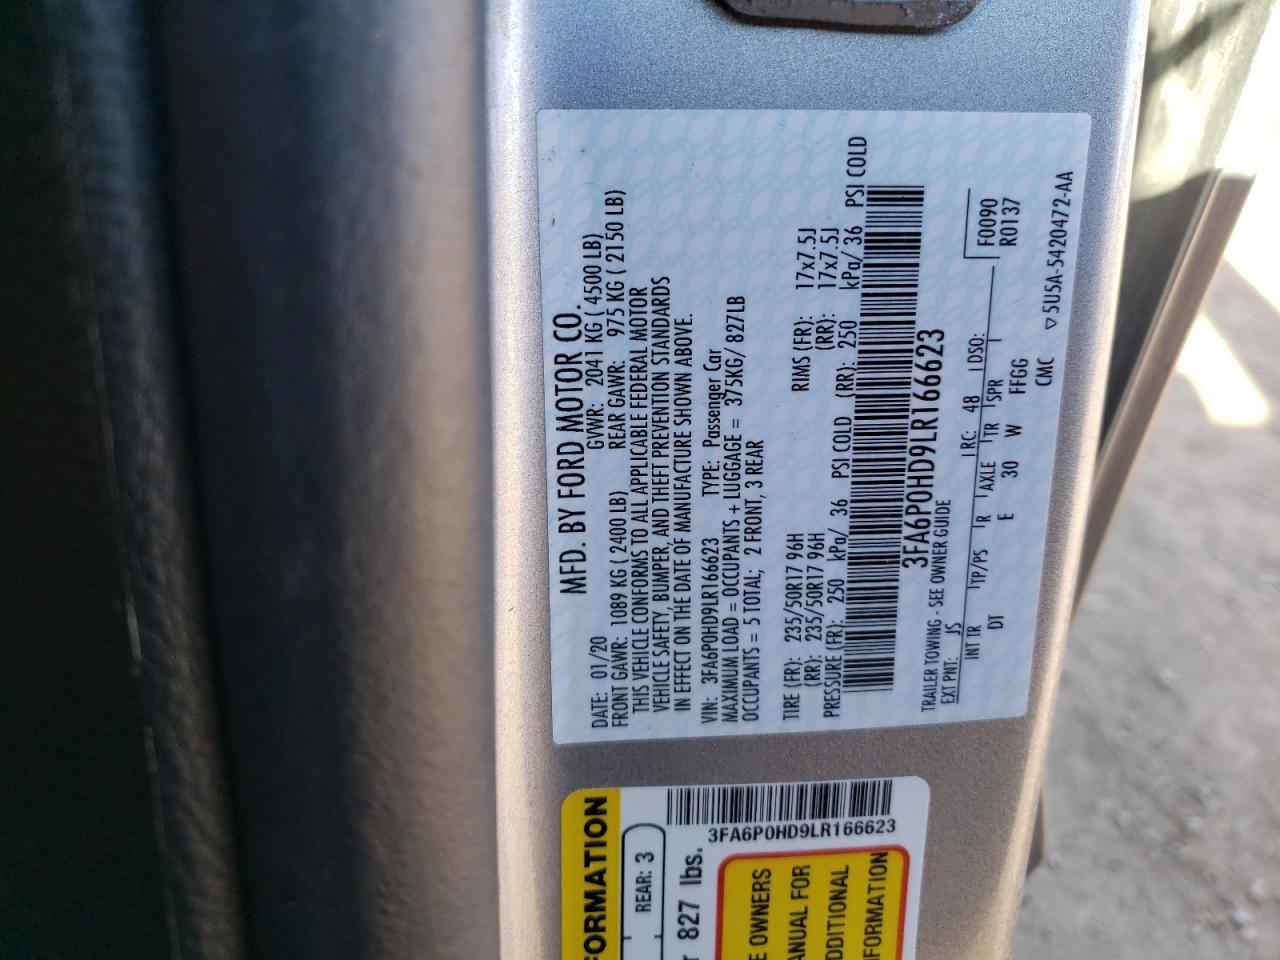 MFD. BY FORD MOTOR CO.
DATE: 01/20 GVWR: 2041 KG ( 4500 LB)
FRONT GAWR: 1089 KG ( 2400 LB) REAR GAWR: 975 KG ( 2150 LB)
THIS VEHICLE CONFORMS TO ALL APPLICABLE FEDERAL MOTOR
VEHICLE SAFETY, BUMPER, AND THEFT PREVENTION STANDARDS
IN EFFECT ON THE DATE OF MANUFACTURE SHOWN ABOVE.
VIN: 3FA6P0HD9LR166623 TYPE: Passenger Car
MAXIMUM LOAD = OCCUPANTS + LUGGAGE = 375KG/ 827LB
OCCUPANTS = 5 TOTAL; 2 FRONT, 3 REAR
TIRE (FR): 235/50R17 96H RIMS (FR): 17x7.5J
(RR): 235/50R17 96H (RR): 17x7.5J
PRESSURE (FR): 250 kPa/ 36 PSI COLD (RR): 250 kPa/ 36 PSI COLD
3FA6P0HD9LR166623
TRAILER TOWING - SEE OWNER GUIDE
EXT PNT: JS RC: 48 DSO: F0090
INT TR TP/PS R AXLE TR SPR R0137
DT E 30 W FFGG
CMC
▽5U5A-5420472-AA
FORMATION
REAR: 3
3FA6P0HD9LR166623
r 827 lbs.
E OWNERS
ANUAL FOR
DDITIONAL
FORMATION